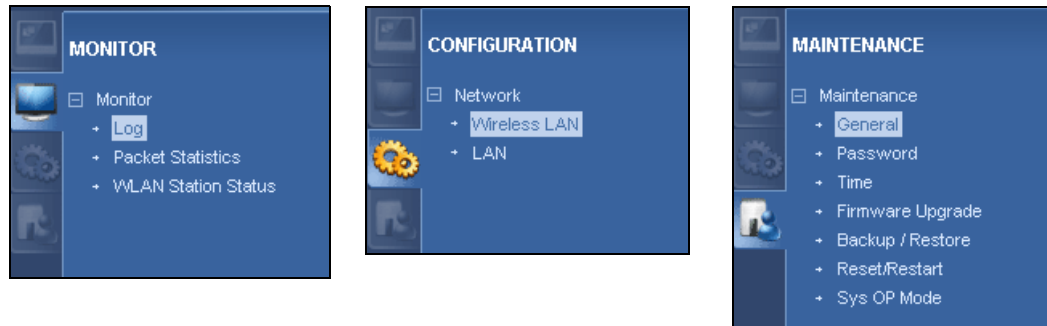 MONITOR
Monitor
Log
Packet Statistics
WLAN Station Status
CONFIGURATION
Network
Wireless LAN
LAN
MAINTENANCE
Maintenance
General
Password
Time
Firmware Upgrade
Backup / Restore
Reset/Restart
Sys OP Mode